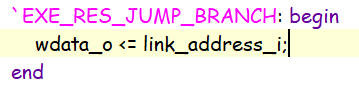 `EXE_RES_JUMP_BRANCH: begin
wdata_o <= link_address_i;
end